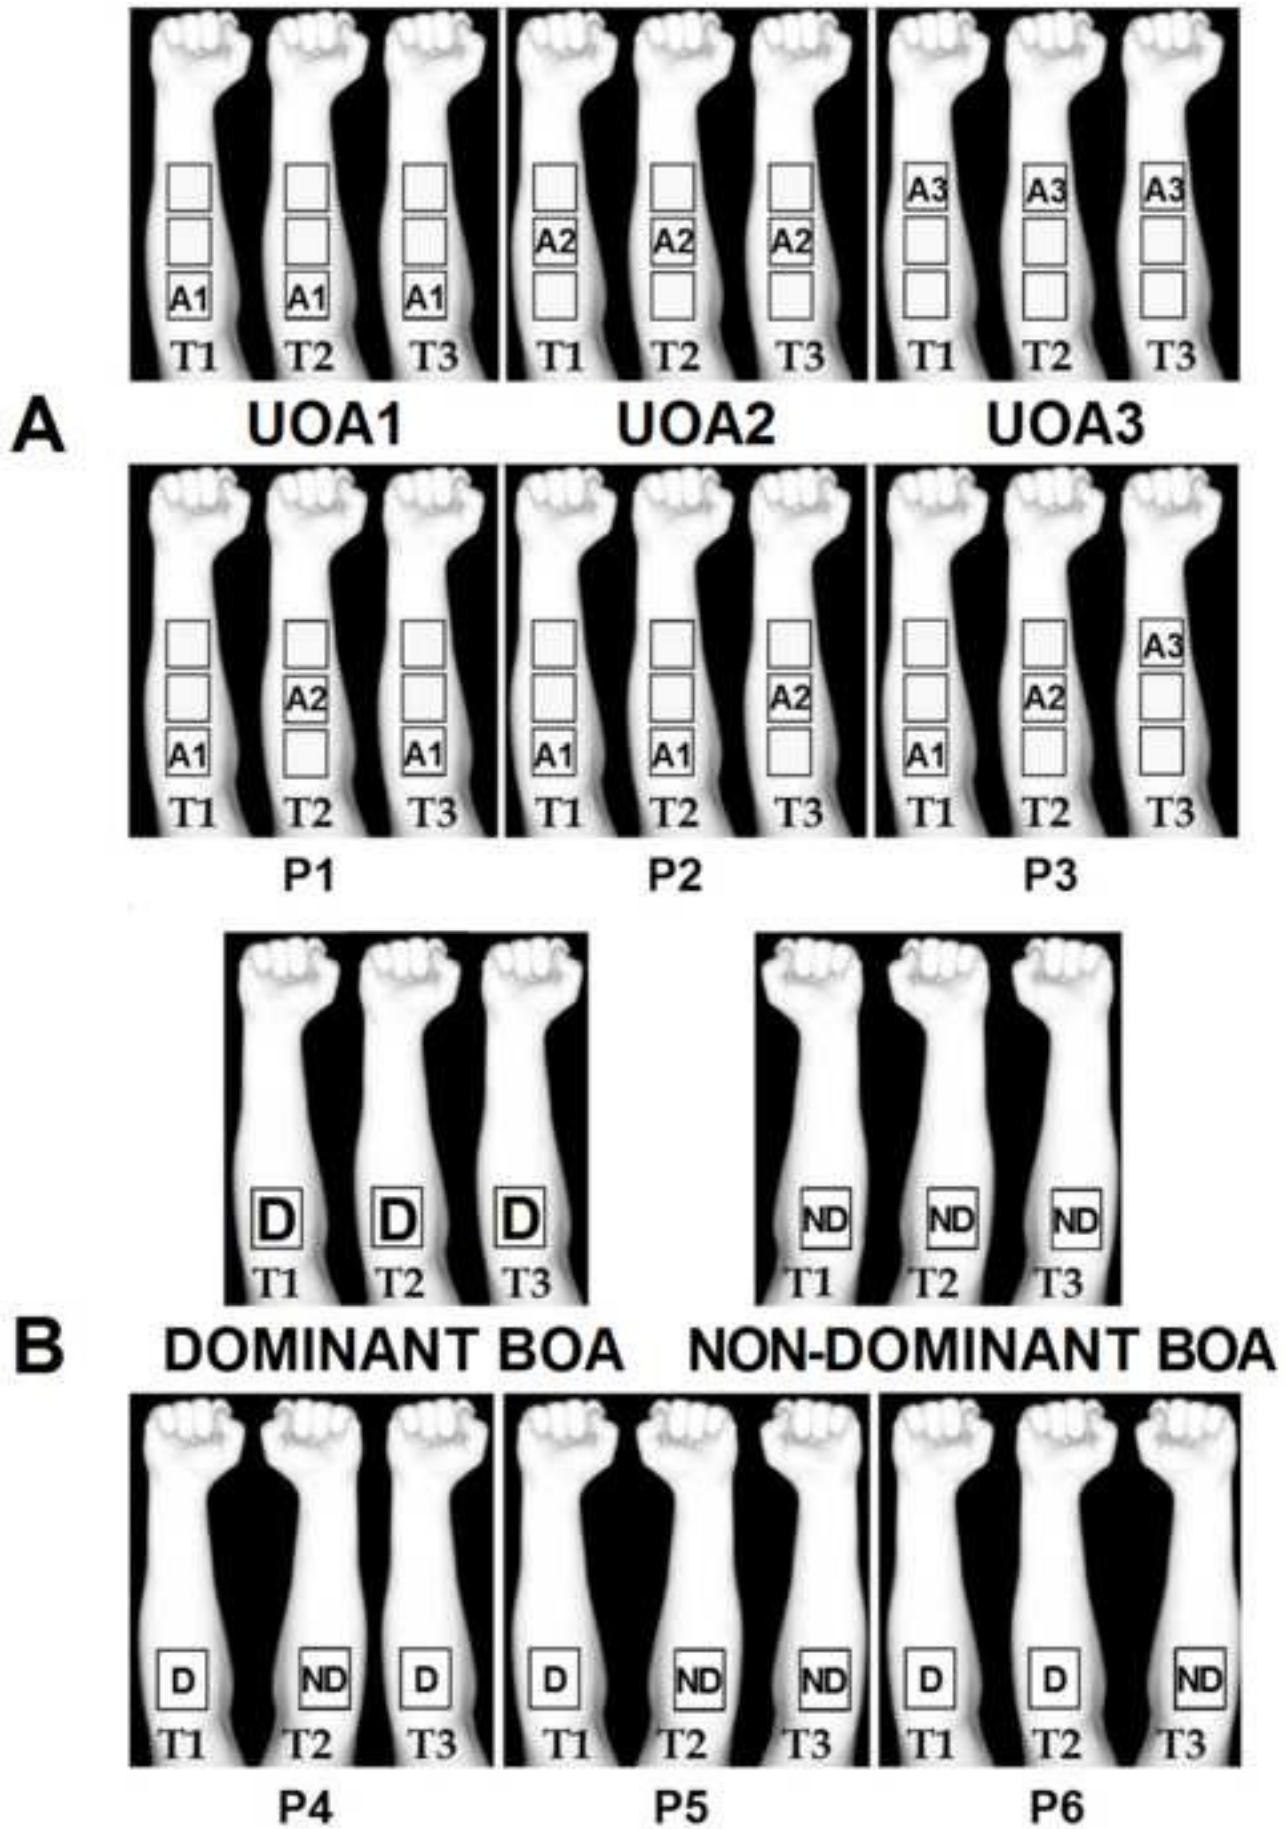 A3 A3 A3
A2 A2 A2
A1 A1 A1
T1 T2 T3 T1 T2 T3 T1 T2 T3
A UOA1 UOA2 UOA3
A3
A2 A2 A2
A1 A1 A1 A1 A1
T1 T2 T3 T1 T2 T3 T1 T2 T3
P1 P2 P3
D D D ND ND ND
T1 T2 T3 T1 T2 T3
B DOMINANT BOA NON-DOMINANT BOA
D ND D D ND ND D D ND
T1 T2 T3 T1 T2 T3 T1 T2 T3
P4 P5 P6